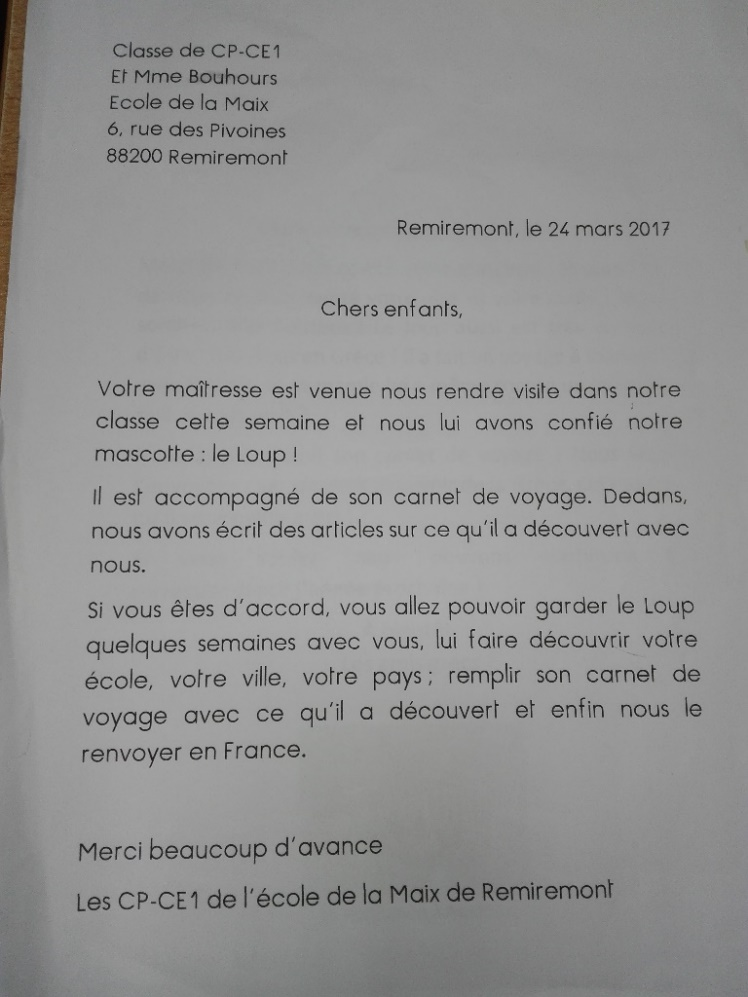 Classe de CP-CE1
Et Mme Bouhours
Ecole de la Maix
6, rue des Pivoines
88200 Remiremont
Remiremont, le 24 mars 2017
Chers enfants,
Votre maîtresse est venue nous rendre visite dans notre
classe cette semaine et nous lui avons confié notre
mascotte : le Loup !
Il est accompagné de son carnet de voyage. Dedans,
nous avons écrit des articles sur ce qu'il a découvert avec
nous.
Si vous êtes d'accord, vous allez pouvoir garder le Loup
quelques semaines avec vous, lui faire découvrir votre
école, votre ville, votre pays ; remplir son carnet de
voyage avec ce qu'il a découvert et enfin nous le
renvoyer en France.
Merci beaucoup d'avance
Les CP-CE1 de l'école de la Maix de Remiremont